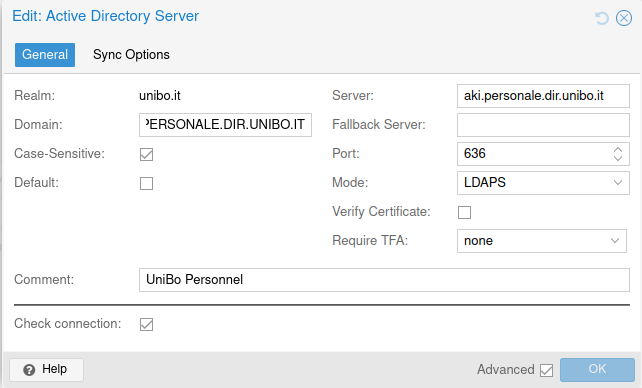 Edit: Active Directory Server
General Sync Options
Realm: unibo.it Server: aki.personale.dir.unibo.it
Domain: PERSONALE.DIR.UNIBO.IT Fallback Server:
Case-Sensitive: Port: 636
Default: Mode: LDAPS
Verify Certificate:
Require TFA: none
Comment: UniBo Personnel
Check connection:
? Help Advanced OK